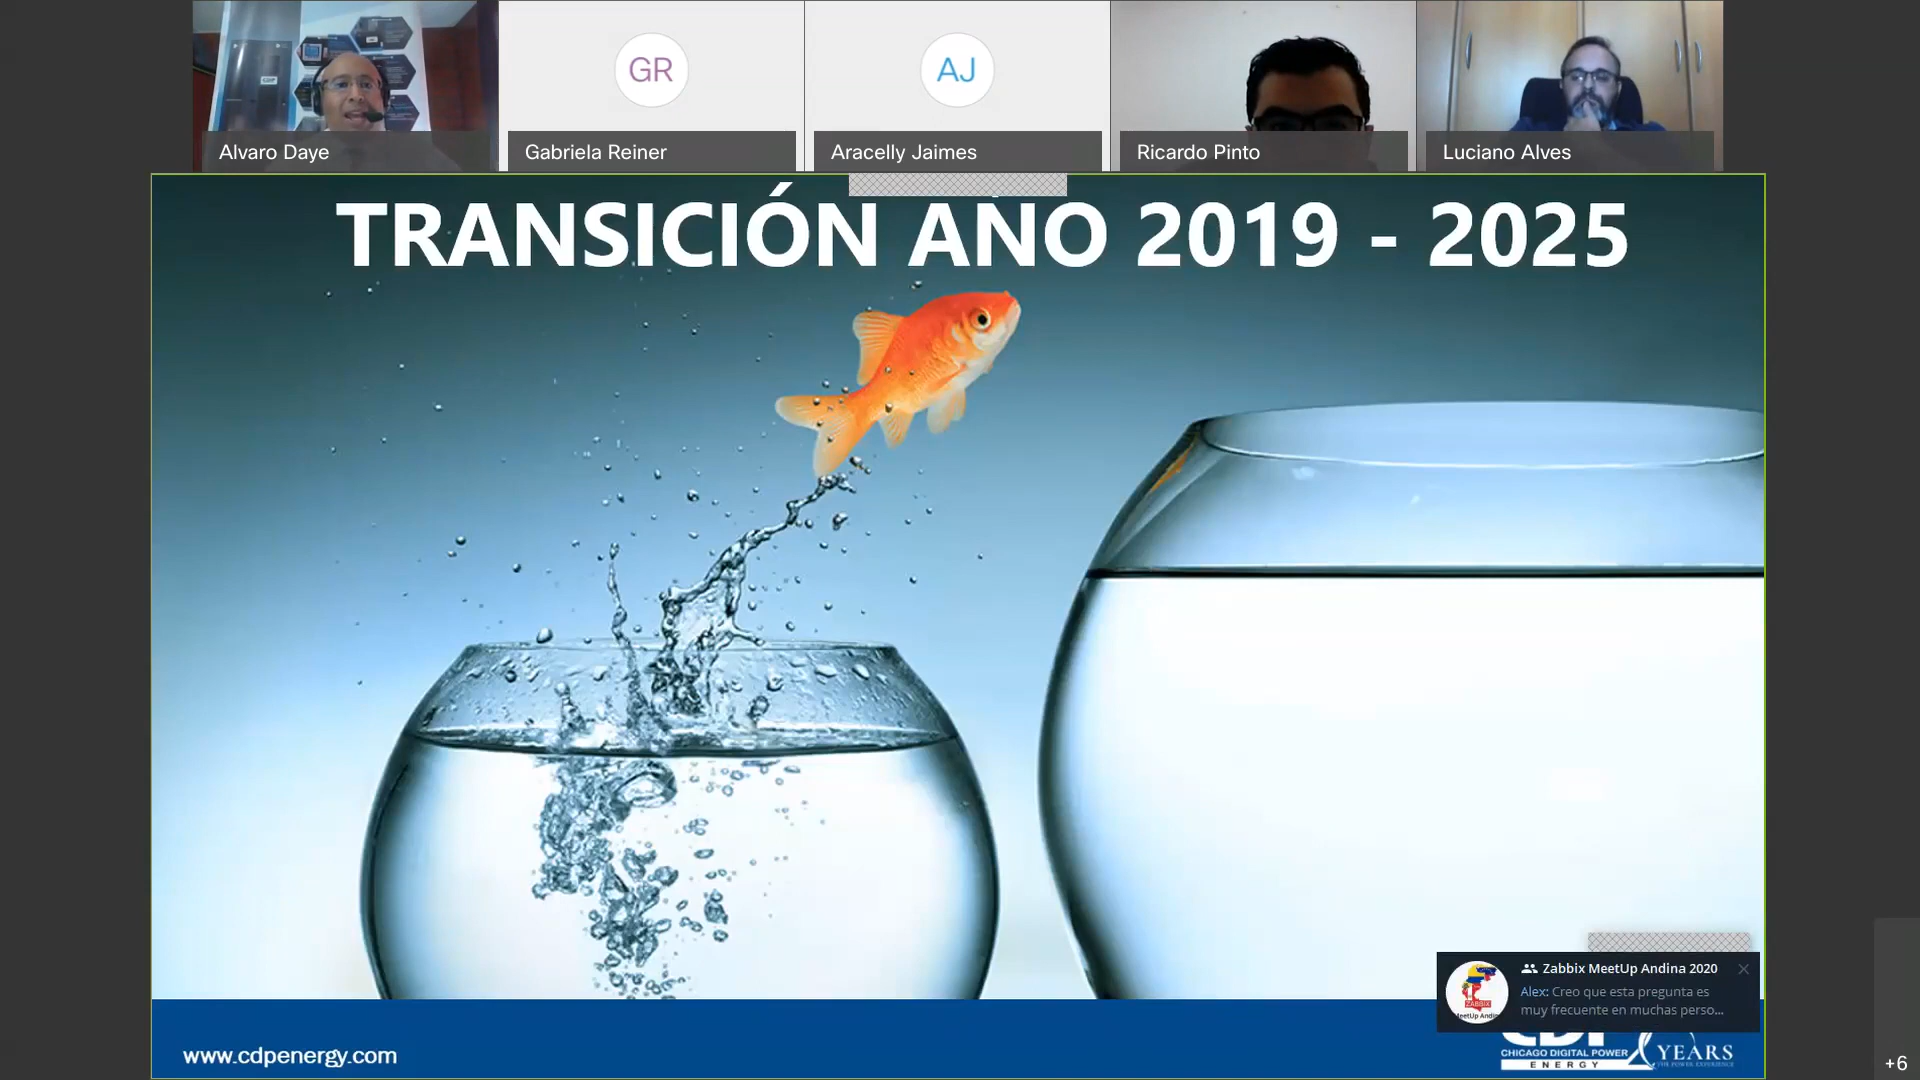 GR
AJ
Alvaro Daye
Gabriela Reiner
Aracelly Jaimes
Ricardo Pinto
Luciano Alves
TRANSICIÓN AÑO 2019 - 2025
Zabbix MeetUp Andina 2020
Alex: Creo que esta pregunta es
muy frecuente en muchas perso...
ZABBIX
www.cdpenergy.com
CHICAGO DIGITAL POWER
ENERGY
YEARS
+6